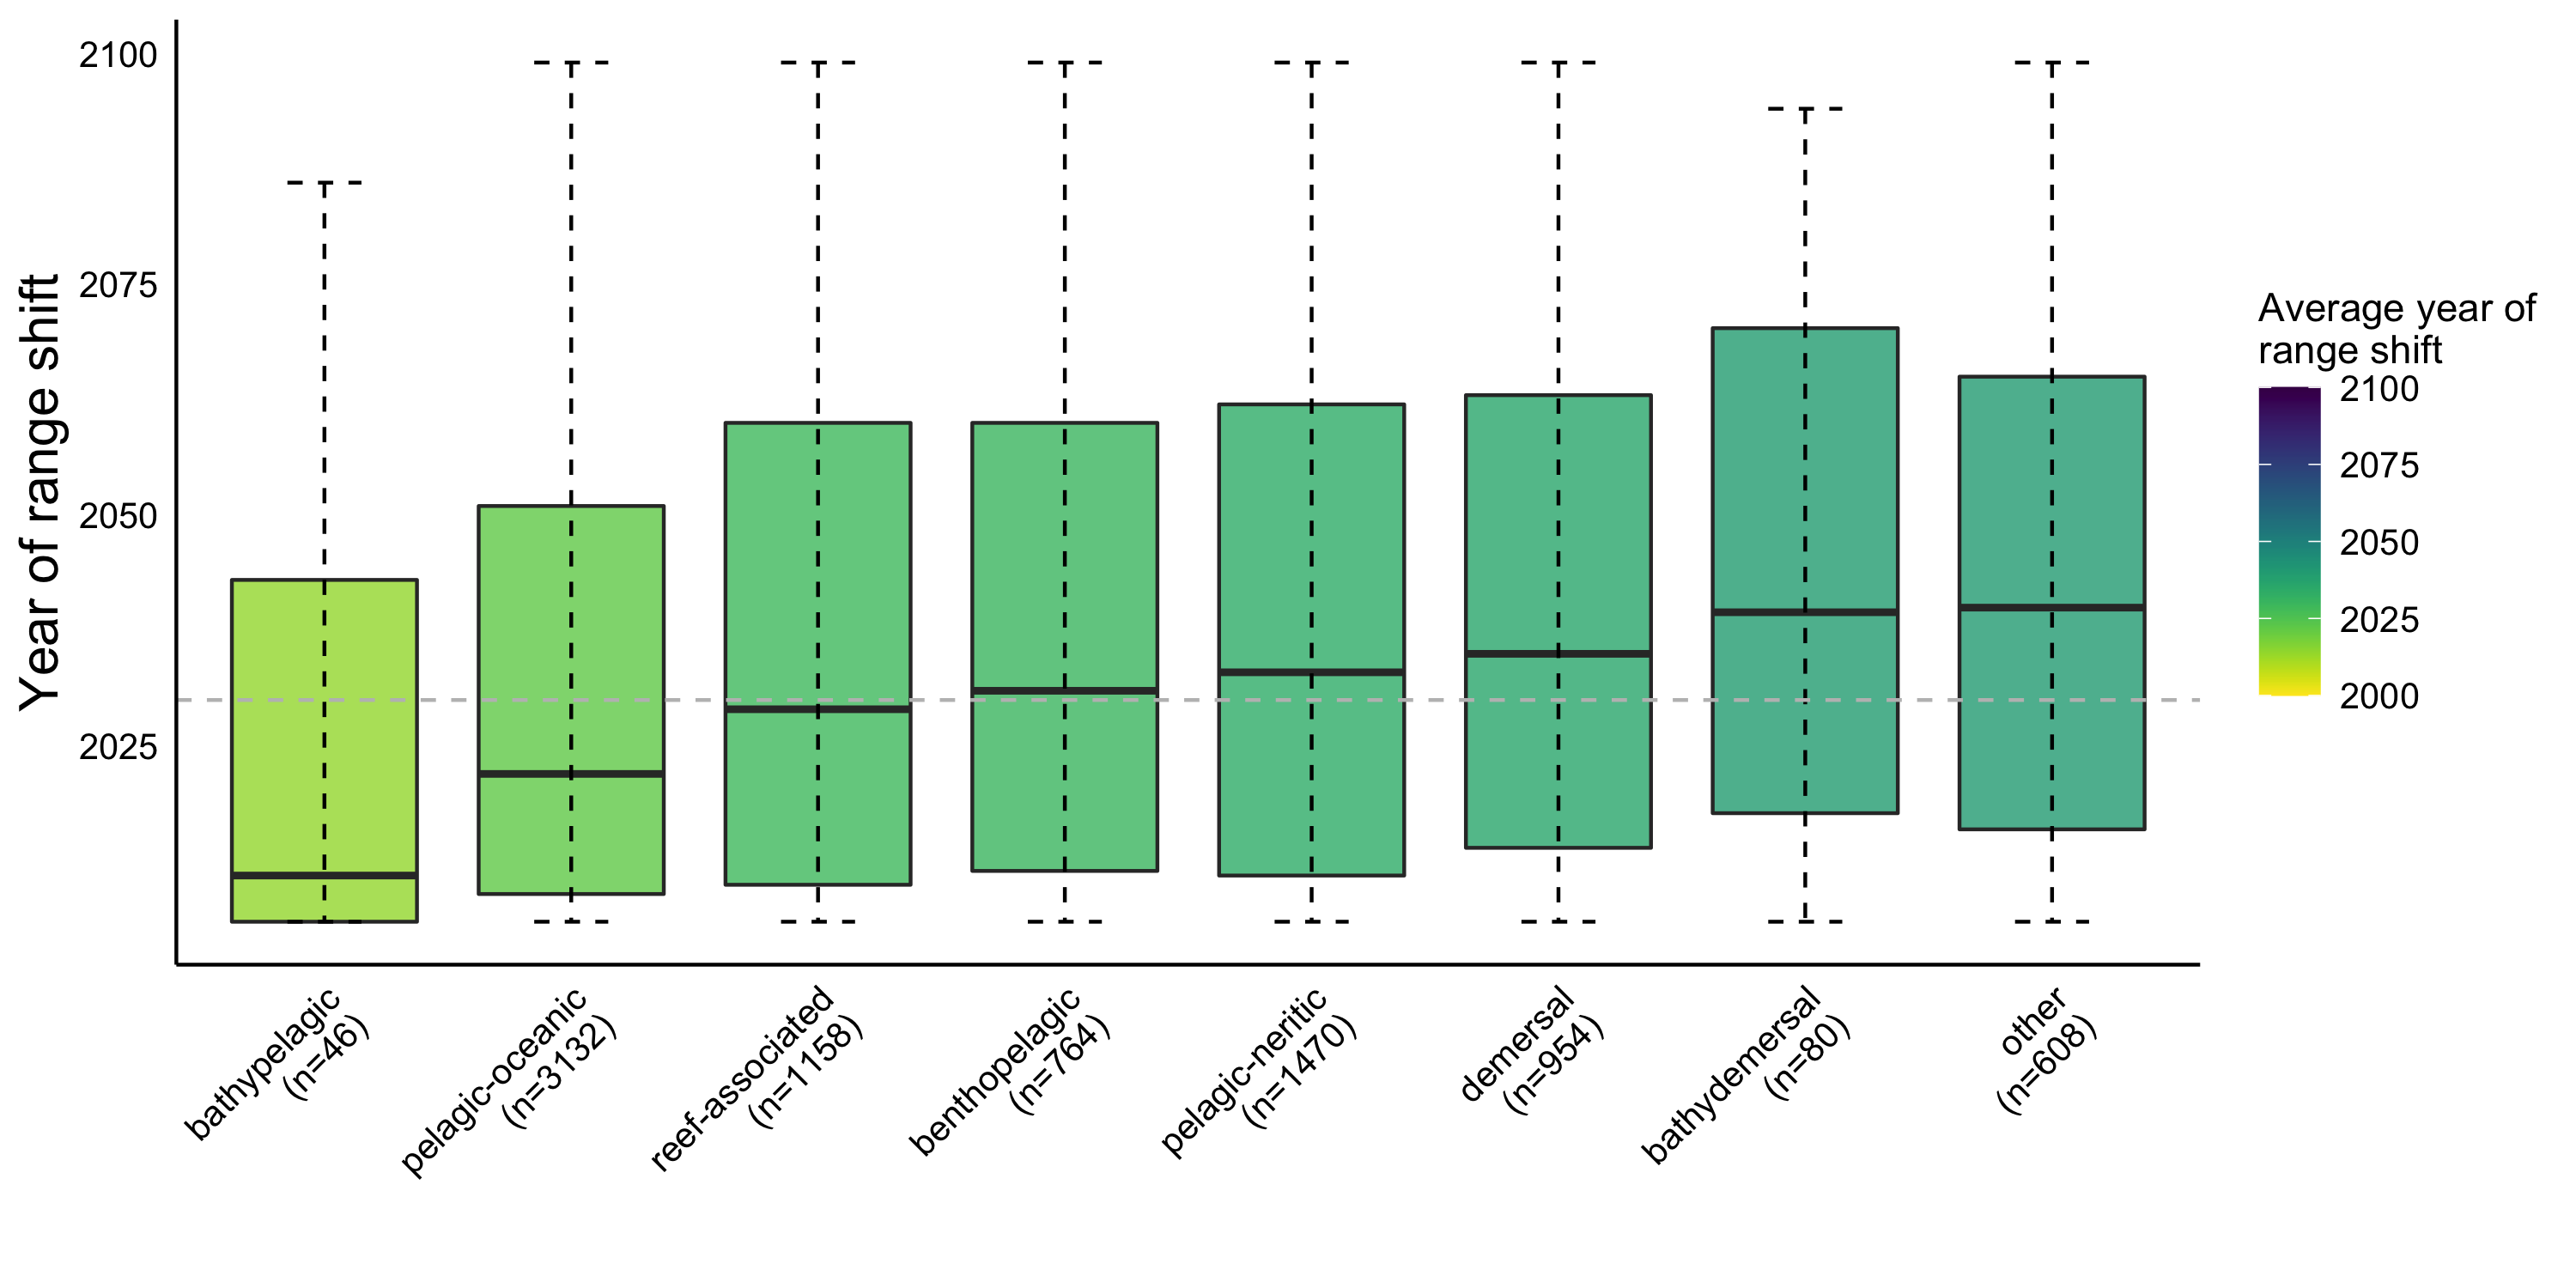 Year of range shift
2100
2075
2050
2025
bathypelagic
(n=46)
pelagic-oceanic
(n=3132)
reef-associated
(n=1158)
benthopelagic
(n=764)
pelagic-neritic
(n=1470)
demersal
(n=954)
bathydemersal
(n=80)
other
(n=608)
Average year of
range shift
2100
2075
2050
2025
2000